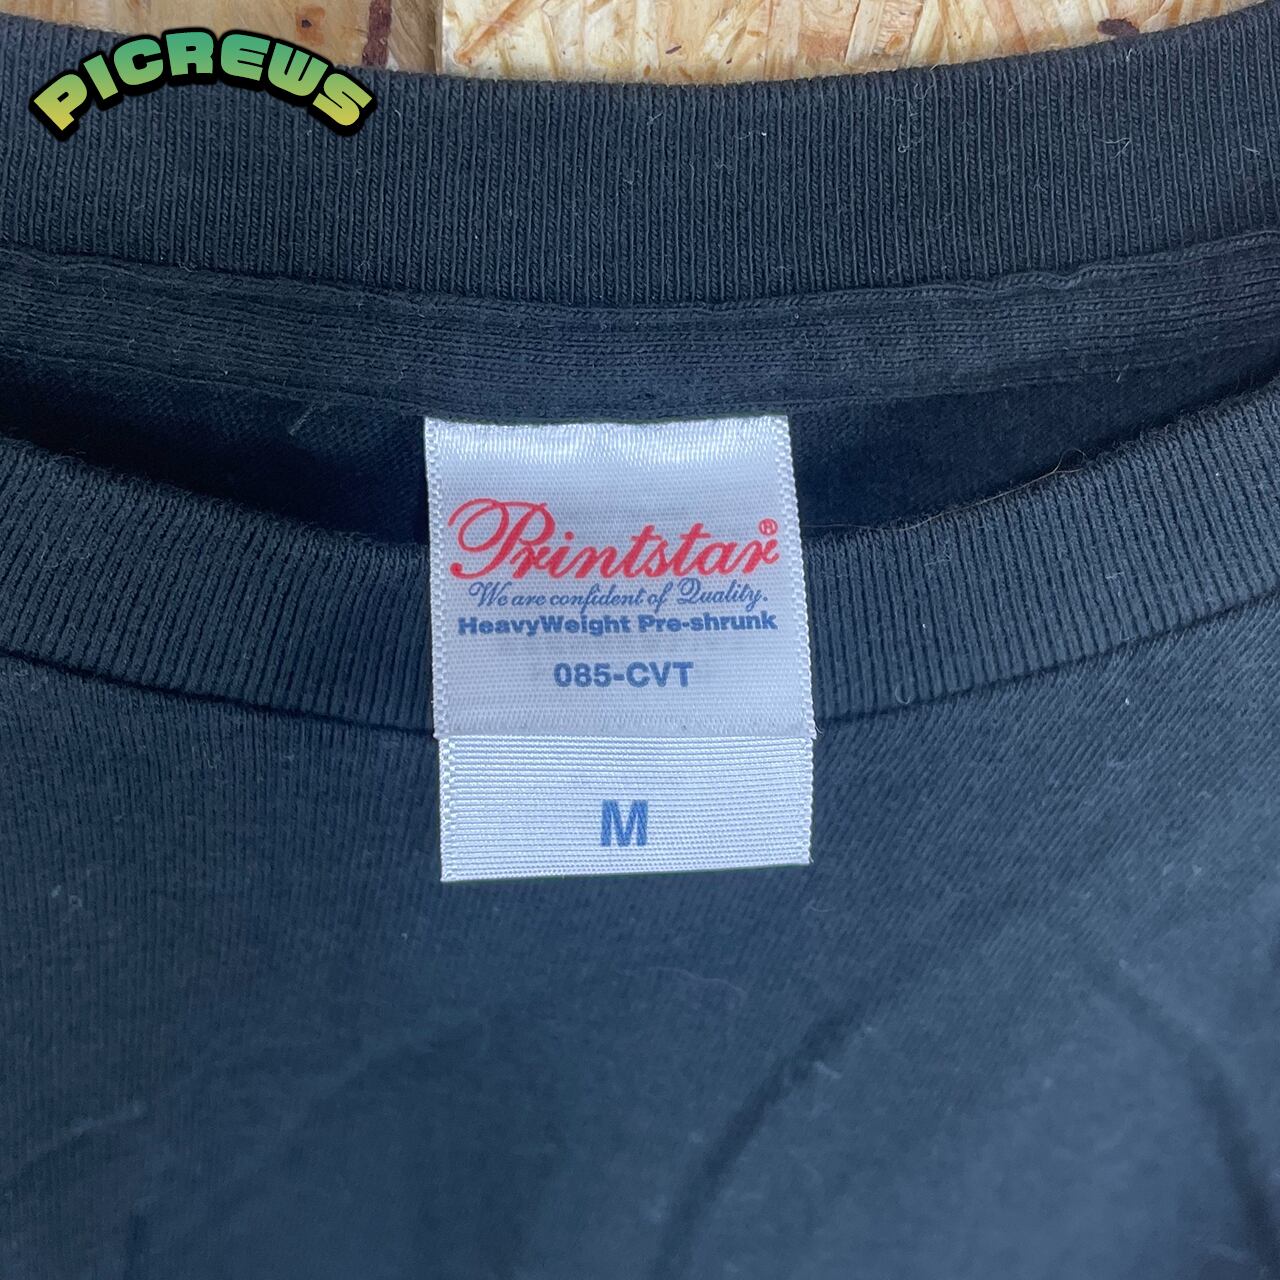 PICREWS
Printstar®
We are confident of Quality.
HeavyWeight Pre-shrunk
085-CVT
M